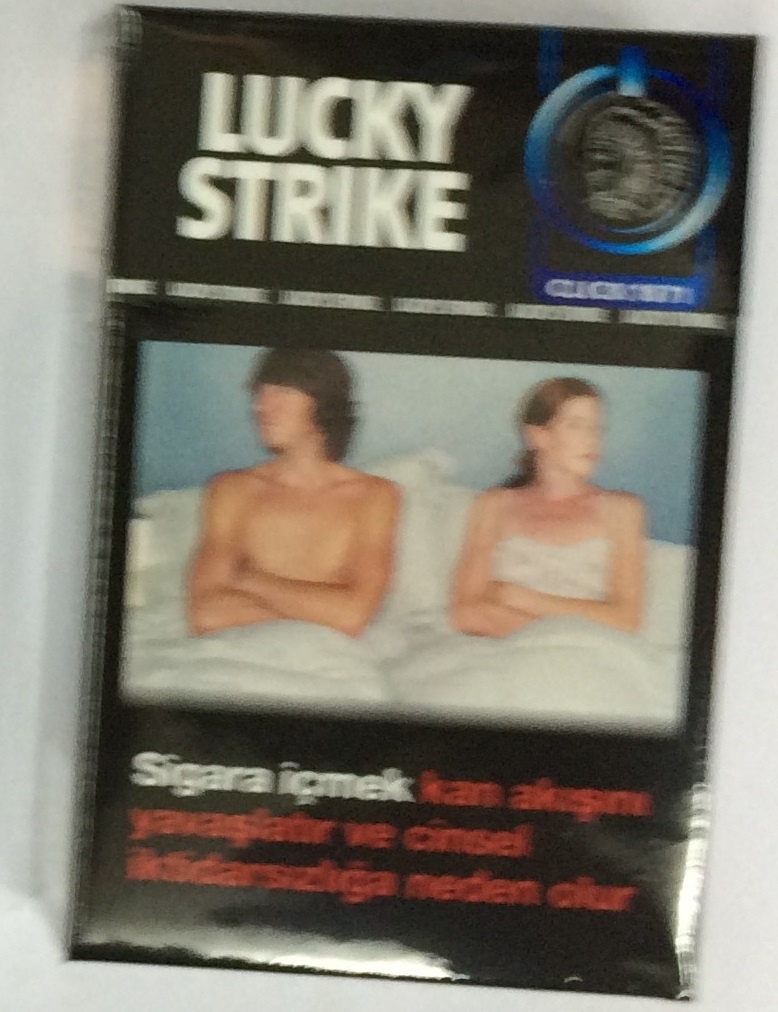 LUCKY
STRIKE
Sigara içmek kan akışını
yavaşlatır ve cinsel
iktidarsızlığa neden olur